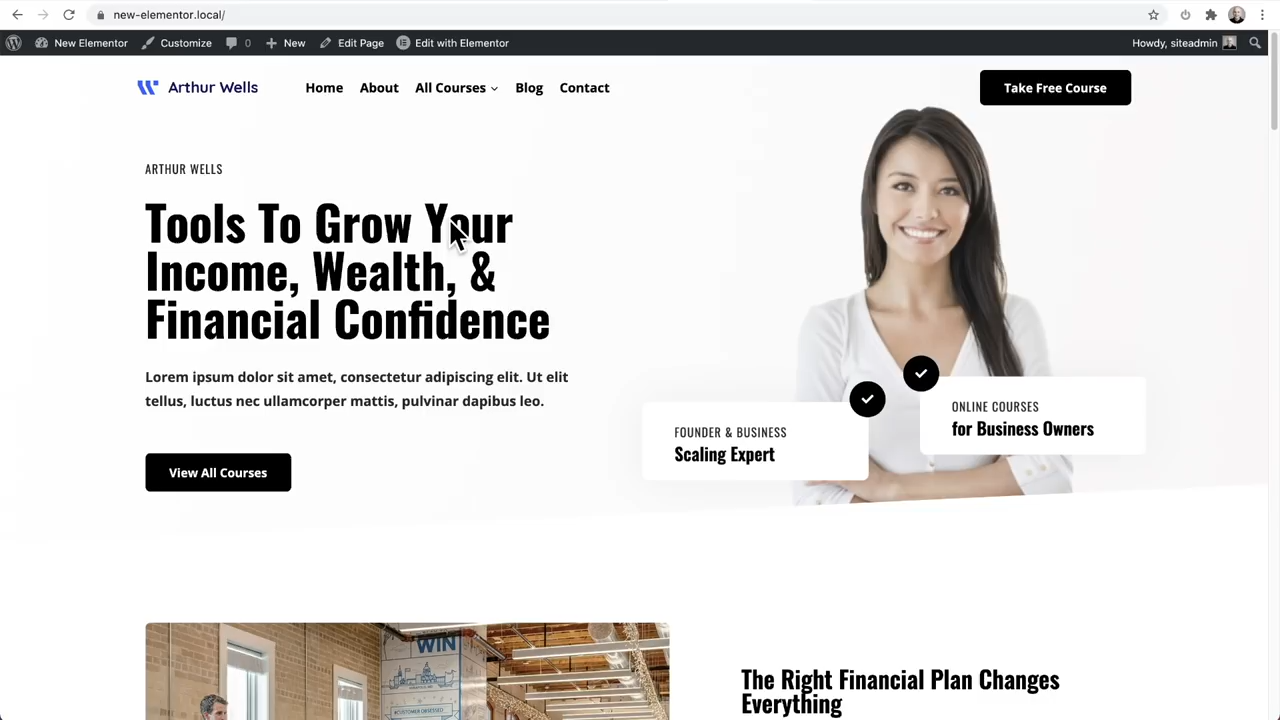 new-elementor.local/
New Elementor Customize 0 New Edit Page Edit with Elementor Howdy, siteadmin
Arthur Wells Home About All Courses Blog Contact Take Free Course
ARTHUR WELLS
Tools To Grow Your
Income, Wealth, &
Financial Confidence
Lorem ipsum dolor sit amet, consectetur adipiscing elit. Ut elit
tellus, luctus nec ullamcorper mattis, pulvinar dapibus leo.
View All Courses
FOUNDER & BUSINESS
Scaling Expert
ONLINE COURSES
for Business Owners
WIN
The Right Financial Plan Changes
Everything